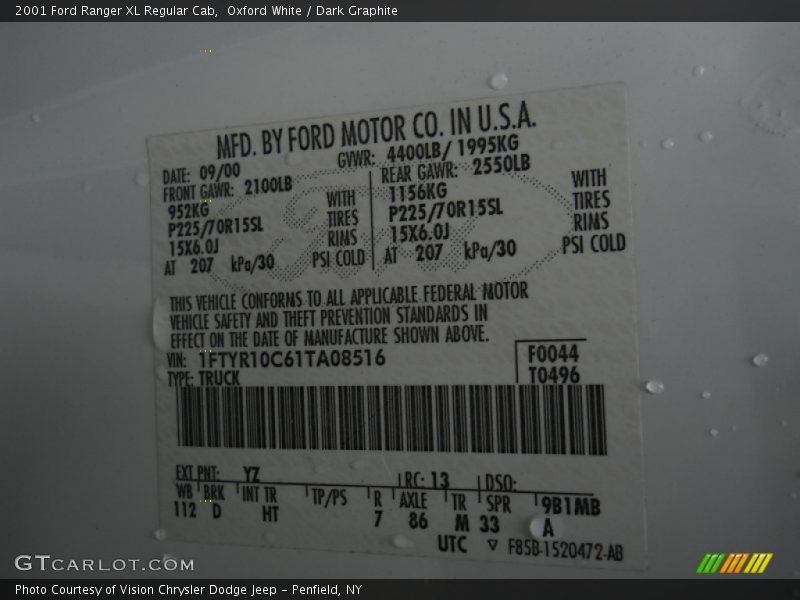 2001 Ford Ranger XL Regular Cab,  Oxford White / Dark Graphite
MFD. BY FORD MOTOR CO. IN U.S.A.
DATE: 09/00 GVWR: 4400LB/ 1995KG
FRONT GAWR: 2100LB REAR GAWR: 2550LB
952KG WITH 1156KG WITH
P225/70R15SL TIRES P225/70R15SL TIRES
15X6.0J RIMS 15X6.0J RIMS
AT 207 kPa/30 PSI COLD AT 207 kPa/30 PSI COLD
THIS VEHICLE CONFORMS TO ALL APPLICABLE FEDERAL MOTOR
VEHICLE SAFETY AND THEFT PREVENTION STANDARDS IN
EFFECT ON THE DATE OF MANUFACTURE SHOWN ABOVE.
VIN: 1FTYR10C61TA08516 F0044
TYPE: TRUCK T0496
EXT PNT: YZ RC: 13 DSO:
WB BRK INT TR TP/PS R AXLE TR SPR 9B1MB
112 D HT 7 86 M 33 A
UTC ▽ F85B-1520472-AB
GTCARLOT.COM
Photo Courtesy of Vision Chrysler Dodge Jeep – Penfield, NY